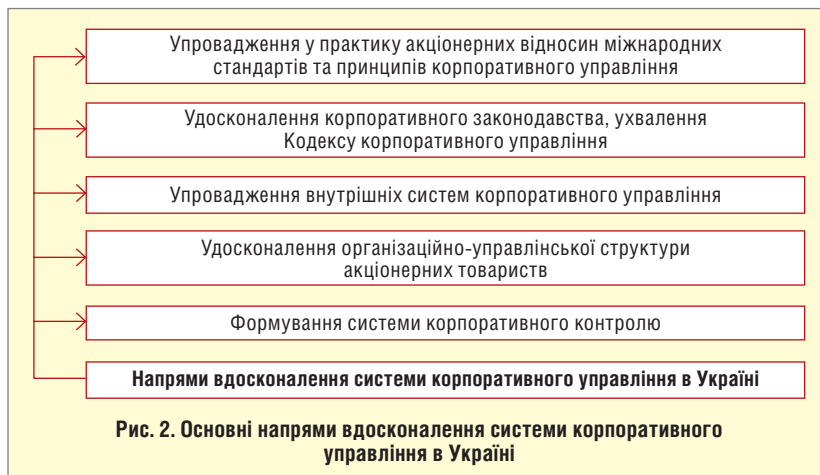 Упровадження у практику акціонерних відносин міжнародних
стандартів та принципів корпоративного управління
Удосконалення корпоративного законодавства, ухвалення
Кодексу корпоративного управління
Упровадження внутрішніх систем корпоративного управління
Удосконалення організаційно-управлінської структури
акціонерних товариств
Формування системи корпоративного контролю
Напрями вдосконалення системи корпоративного управління в Україні
Рис. 2. Основні напрями вдосконалення системи корпоративного
управління в Україні